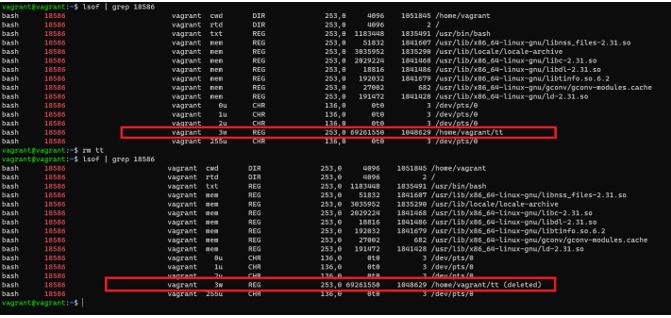 vagrant@vagrant:~$ lsof | grep 18586
bash 18586 vagrant cwd DIR 253,0 4096 1051845 /home/vagrant
bash 18586 vagrant rtd DIR 253,0 4096 2 /
bash 18586 vagrant txt REG 253,0 1183448 1835491 /usr/bin/bash
bash 18586 vagrant mem REG 253,0 51832 1841607 /usr/lib/x86_64-linux-gnu/libnss_files-2.31.so
bash 18586 vagrant mem REG 253,0 3035952 1835290 /usr/lib/locale/locale-archive
bash 18586 vagrant mem REG 253,0 2029224 1841468 /usr/lib/x86_64-linux-gnu/libc-2.31.so
bash 18586 vagrant mem REG 253,0 18816 1841486 /usr/lib/x86_64-linux-gnu/libdl-2.31.so
bash 18586 vagrant mem REG 253,0 192032 1841679 /usr/lib/x86_64-linux-gnu/libtinfo.so.6.2
bash 18586 vagrant mem REG 253,0 27002 682 /usr/lib/x86_64-linux-gnu/gconv/gconv-modules.cache
bash 18586 vagrant mem REG 253,0 191472 1841428 /usr/lib/x86_64-linux-gnu/ld-2.31.so
bash 18586 vagrant 0u CHR 136,0 0t0 3 /dev/pts/0
bash 18586 vagrant 1u CHR 136,0 0t0 3 /dev/pts/0
bash 18586 vagrant 2u CHR 136,0 0t0 3 /dev/pts/0
bash 18586 vagrant 3w REG 253,0 69261550 1048629 /home/vagrant/tt
bash 18586 vagrant 255u CHR 136,0 0t0 3 /dev/pts/0
vagrant@vagrant:~$ rm tt
vagrant@vagrant:~$ lsof | grep 18586
bash 18586 vagrant cwd DIR 253,0 4096 1051845 /home/vagrant
bash 18586 vagrant rtd DIR 253,0 4096 2 /
bash 18586 vagrant txt REG 253,0 1183448 1835491 /usr/bin/bash
bash 18586 vagrant mem REG 253,0 51832 1841607 /usr/lib/x86_64-linux-gnu/libnss_files-2.31.so
bash 18586 vagrant mem REG 253,0 3035952 1835290 /usr/lib/locale/locale-archive
bash 18586 vagrant mem REG 253,0 2029224 1841468 /usr/lib/x86_64-linux-gnu/libc-2.31.so
bash 18586 vagrant mem REG 253,0 18816 1841486 /usr/lib/x86_64-linux-gnu/libdl-2.31.so
bash 18586 vagrant mem REG 253,0 192032 1841679 /usr/lib/x86_64-linux-gnu/libtinfo.so.6.2
bash 18586 vagrant mem REG 253,0 27002 682 /usr/lib/x86_64-linux-gnu/gconv/gconv-modules.cache
bash 18586 vagrant mem REG 253,0 191472 1841428 /usr/lib/x86_64-linux-gnu/ld-2.31.so
bash 18586 vagrant 0u CHR 136,0 0t0 3 /dev/pts/0
bash 18586 vagrant 1u CHR 136,0 0t0 3 /dev/pts/0
bash 18586 vagrant 2u CHR 136,0 0t0 3 /dev/pts/0
bash 18586 vagrant 3w REG 253,0 69261550 1048629 /home/vagrant/tt (deleted)
bash 18586 vagrant 255u CHR 136,0 0t0 3 /dev/pts/0
vagrant@vagrant:~$